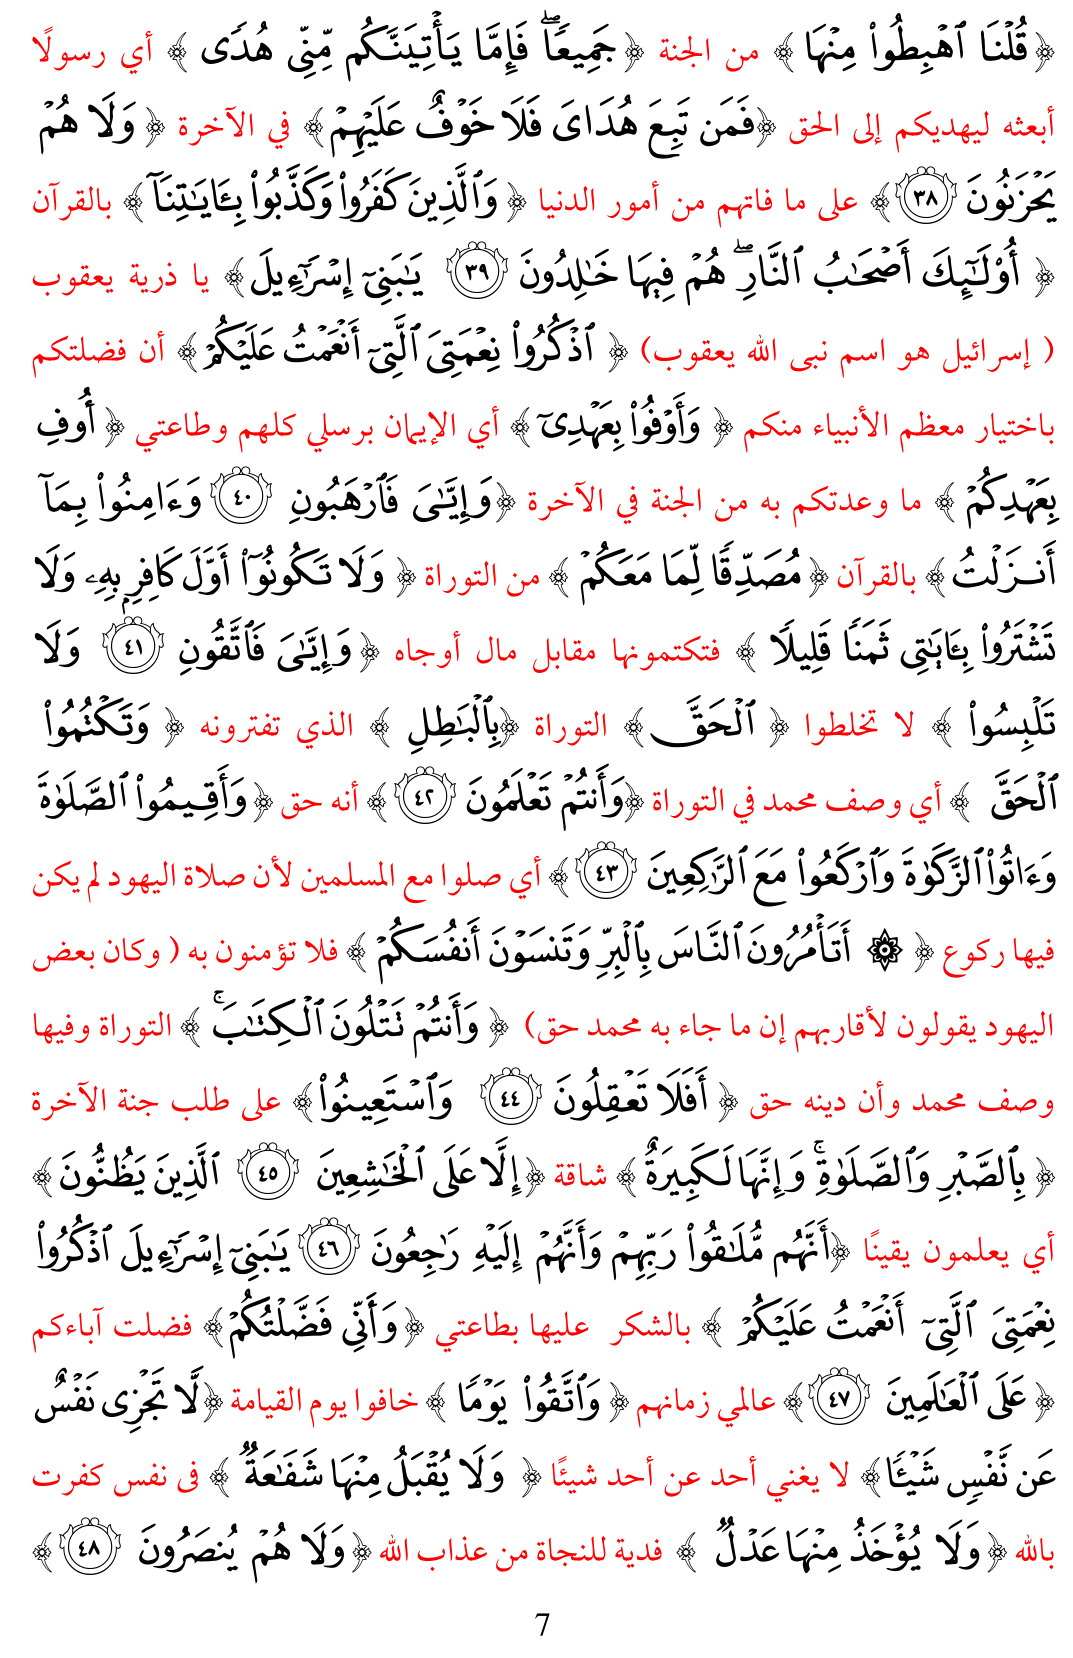 ﴿قُلْنَا ٱهْبِطُوا۟ مِنْهَا ﴾ من الجنة ﴿ جَمِيعًۭا ۖ فَإِمَّا يَأْتِيَنَّكُم مِّنِّى هُدًۭى ﴾ أي رسولًا
أبعثه ليهديكم إلى الحق ﴿فَمَن تَبِعَ هُدَاىَ فَلَا خَوْفٌ عَلَيْهِمْ﴾ في الآخرة ﴿ وَلَا هُمْ
يَحْزَنُونَ ٣٨﴾ على ما فاتهم من أمور الدنيا ﴿ وَٱلَّذِينَ كَفَرُوا۟ وَكَذَّبُوا۟ بِـَٔايَـٰتِنَآ﴾ بالقرآن
﴿ أُو۟لَـٰٓئِكَ أَصْحَـٰبُ ٱلنَّارِ ۖ هُمْ فِيهَا خَـٰلِدُونَ ٣٩ يَـٰبَنِىٓ إِسْرَٰٓءِيلَ﴾ يا ذرية يعقوب
( إسرائيل هو اسم نبى الله يعقوب) ﴿ ٱذْكُرُوا۟ نِعْمَتِىَ ٱلَّتِىٓ أَنْعَمْتُ عَلَيْكُمْ﴾ أن فضلتكم
باختيار معظم الأنبياء منكم ﴿ وَأَوْفُوا۟ بِعَهْدِىٓ﴾ أي الإيمان برسلي كلهم وطاعتي ﴿ أُوفِ
بِعَهْدِكُمْ ﴾ ما وعدتكم به من الجنة في الآخرة ﴿وَإِيَّـٰىَ فَٱرْهَبُونِ ٤٠ وَءَامِنُوا۟ بِمَآ
أَنزَلْتُ﴾ بالقرآن ﴿مُصَدِّقًۭا لِّمَا مَعَكُمْ ﴾ من التوراة ﴿ وَلَا تَكُونُوٓا۟ أَوَّلَ كَافِرٍۭ بِهِۦ وَلَا
تَشْتَرُوا۟ بِـَٔايَـٰتِى ثَمَنًۭا قَلِيلًۭا ﴾ فتكتمونها مقابل مال أوجاه ﴿وَإِيَّـٰىَ فَٱتَّقُونِ ٤١ وَلَا
تَلْبِسُوا۟ ﴾ لا تخلطوا ﴿ ٱلْحَقَّ ﴾ التوراة ﴿بِٱلْبَـٰطِلِ ﴾ الذي تفترونه ﴿ وَتَكْتُمُوا۟
ٱلْحَقَّ ﴾ أي وصف محمد في التوراة ﴿وَأَنتُمْ تَعْلَمُونَ ٤٢﴾ أنه حق ﴿وَأَقِيمُوا۟ ٱلصَّلَوٰةَ
وَءَاتُوا۟ ٱلزَّكَوٰةَ وَٱرْكَعُوا۟ مَعَ ٱلرَّٰكِعِينَ ٤٣﴾ أي صلوا مع المسلمين لأن صلاة اليهود لم يكن
فيها ركوع ﴿ ۞ أَتَأْمُرُونَ ٱلنَّاسَ بِٱلْبِرِّ وَتَنسَوْنَ أَنفُسَكُمْ ﴾ فلا تؤمنون به ( وكان بعض
اليهود يقولون لأقاربهم إن ما جاء به محمد حق) ﴿ وَأَنتُمْ تَتْلُونَ ٱلْكِتَـٰبَ ۚ ﴾ التوراة وفيها
وصف محمد وأن دينه حق ﴿ أَفَلَا تَعْقِلُونَ ٤٤ وَٱسْتَعِينُوا۟﴾ على طلب جنة الآخرة
﴿ بِٱلصَّبْرِ وَٱلصَّلَوٰةِ ۚ وَإِنَّهَا لَكَبِيرَةٌ ﴾ شاقة ﴿إِلَّا عَلَى ٱلْخَـٰشِعِينَ ٤٥ ٱلَّذِينَ يَظُنُّونَ﴾
أي يعلمون يقينًا ﴿أَنَّهُم مُّلَـٰقُوا۟ رَبِّهِمْ وَأَنَّهُمْ إِلَيْهِ رَٰجِعُونَ ٤٦ يَـٰبَنِىٓ إِسْرَٰٓءِيلَ ٱذْكُرُوا۟
نِعْمَتِىَ ٱلَّتِىٓ أَنْعَمْتُ عَلَيْكُمْ ﴾ بالشكر عليها بطاعتي ﴿وَأَنِّى فَضَّلْتُكُمْ﴾ فضلت آباءكم
﴿ عَلَى ٱلْعَـٰلَمِينَ ٤٧﴾ عالمي زمانهم ﴿ وَٱتَّقُوا۟ يَوْمًۭا ﴾ خافوا يوم القيامة ﴿لَّا تَجْزِى نَفْسٌ
عَن نَّفْسٍۢ شَيْـًۭٔا﴾ لا يغني أحد عن أحد شيئًا ﴿ وَلَا يُقْبَلُ مِنْهَا شَفَـٰعَةٌۭ ﴾ فى نفس كفرت
بالله ﴿وَلَا يُؤْخَذُ مِنْهَا عَدْلٌۭ ﴾ فدية للنجاة من عذاب الله ﴿وَلَا هُمْ يُنصَرُونَ ٤٨﴾
7